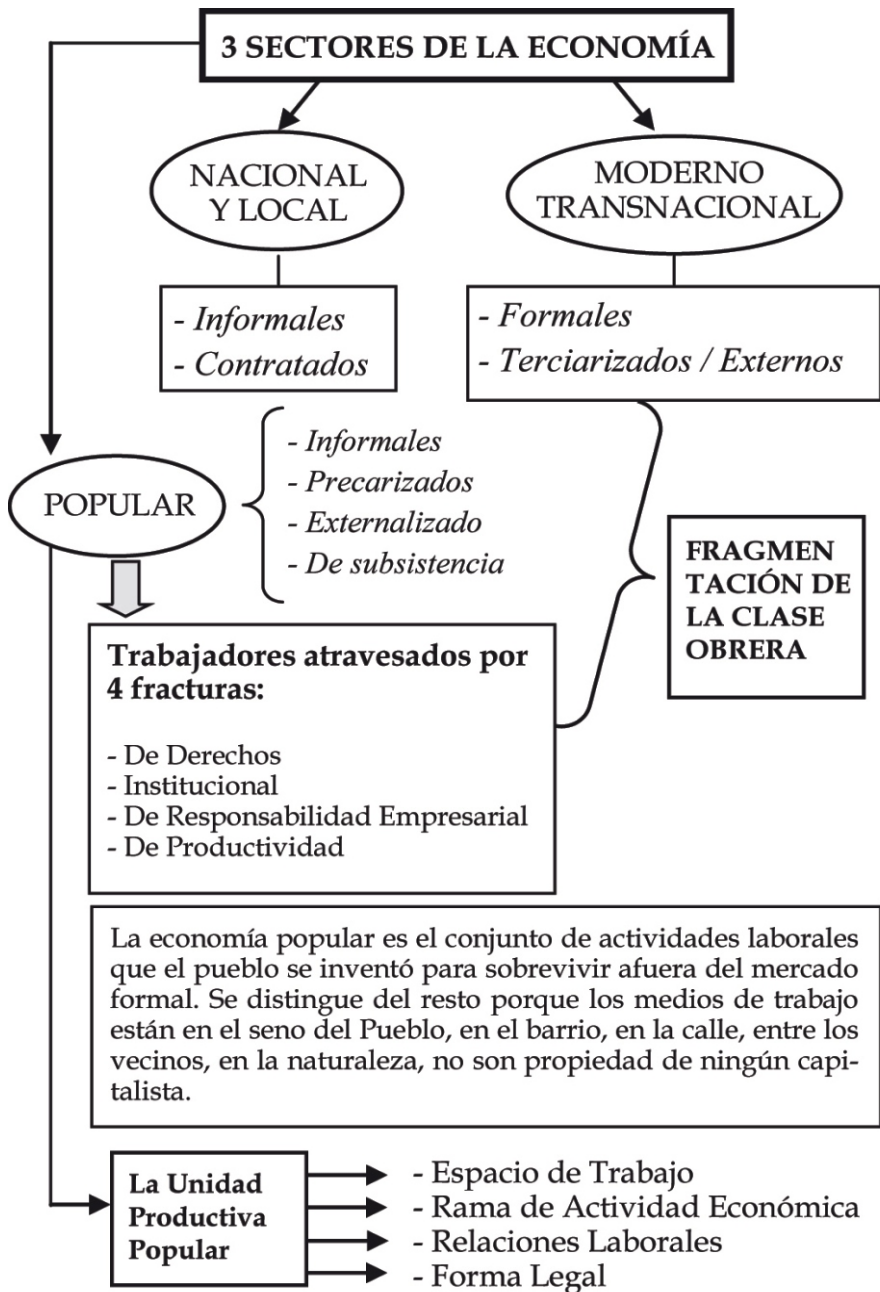 3 SECTORES DE LA ECONOMÍA
NACIONAL
Y LOCAL
MODERNO
TRANSNACIONAL
- Informales
- Contratados
- Formales
- Terciarizados / Externos
POPULAR
- Informales
- Precarizados
- Externalizado
- De subsistencia
FRAGMEN
TACIÓN DE
LA CLASE
OBRERA
Trabajadores atravesados por
4 fracturas:
- De Derechos
- Institucional
- De Responsabilidad Empresarial
- De Productividad
La economía popular es el conjunto de actividades laborales
que el pueblo se inventó para sobrevivir afuera del mercado
formal. Se distingue del resto porque los medios de trabajo
están en el seno del Pueblo, en el barrio, en la calle, entre los
vecinos, en la naturaleza, no son propiedad de ningún capi-
talista.
La Unidad
Productiva
Popular
- Espacio de Trabajo
- Rama de Actividad Económica
- Relaciones Laborales
- Forma Legal